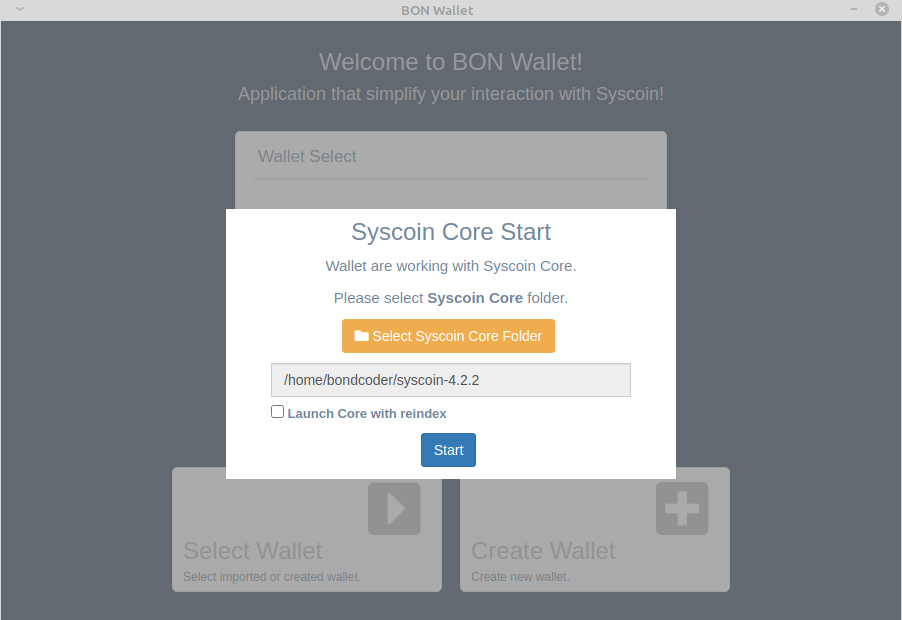 BON Wallet
Welcome to BON Wallet!
Application that simplify your interaction with Syscoin!
Wallet Select
Syscoin Core Start
Wallet are working with Syscoin Core.
Please select Syscoin Core folder.
Select Syscoin Core Folder
/home/bondcoder/syscoin-4.2.2
Launch Core with reindex
Start
Select Wallet
Select imported or created wallet.
Create Wallet
Create new wallet.